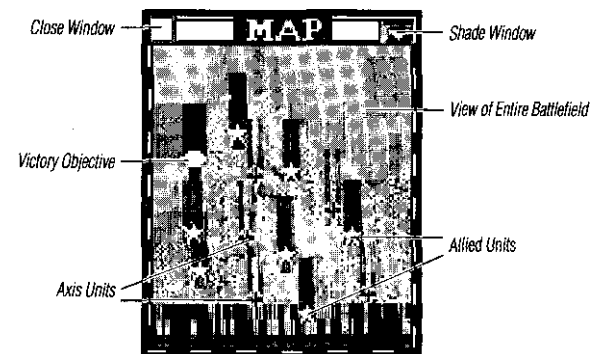 Close Window
MAP
Shade Window
View of Entire Battlefield
Victory Objective
Allied Units
Axis Units